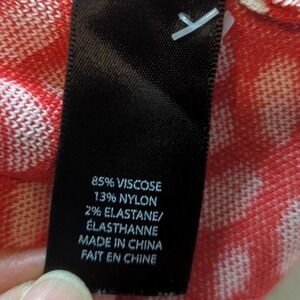 85% VISCOSE
13% NYLON
2% ELASTANE/
ÉLASTHANNE
MADE IN CHINA
FAIT EN CHINE